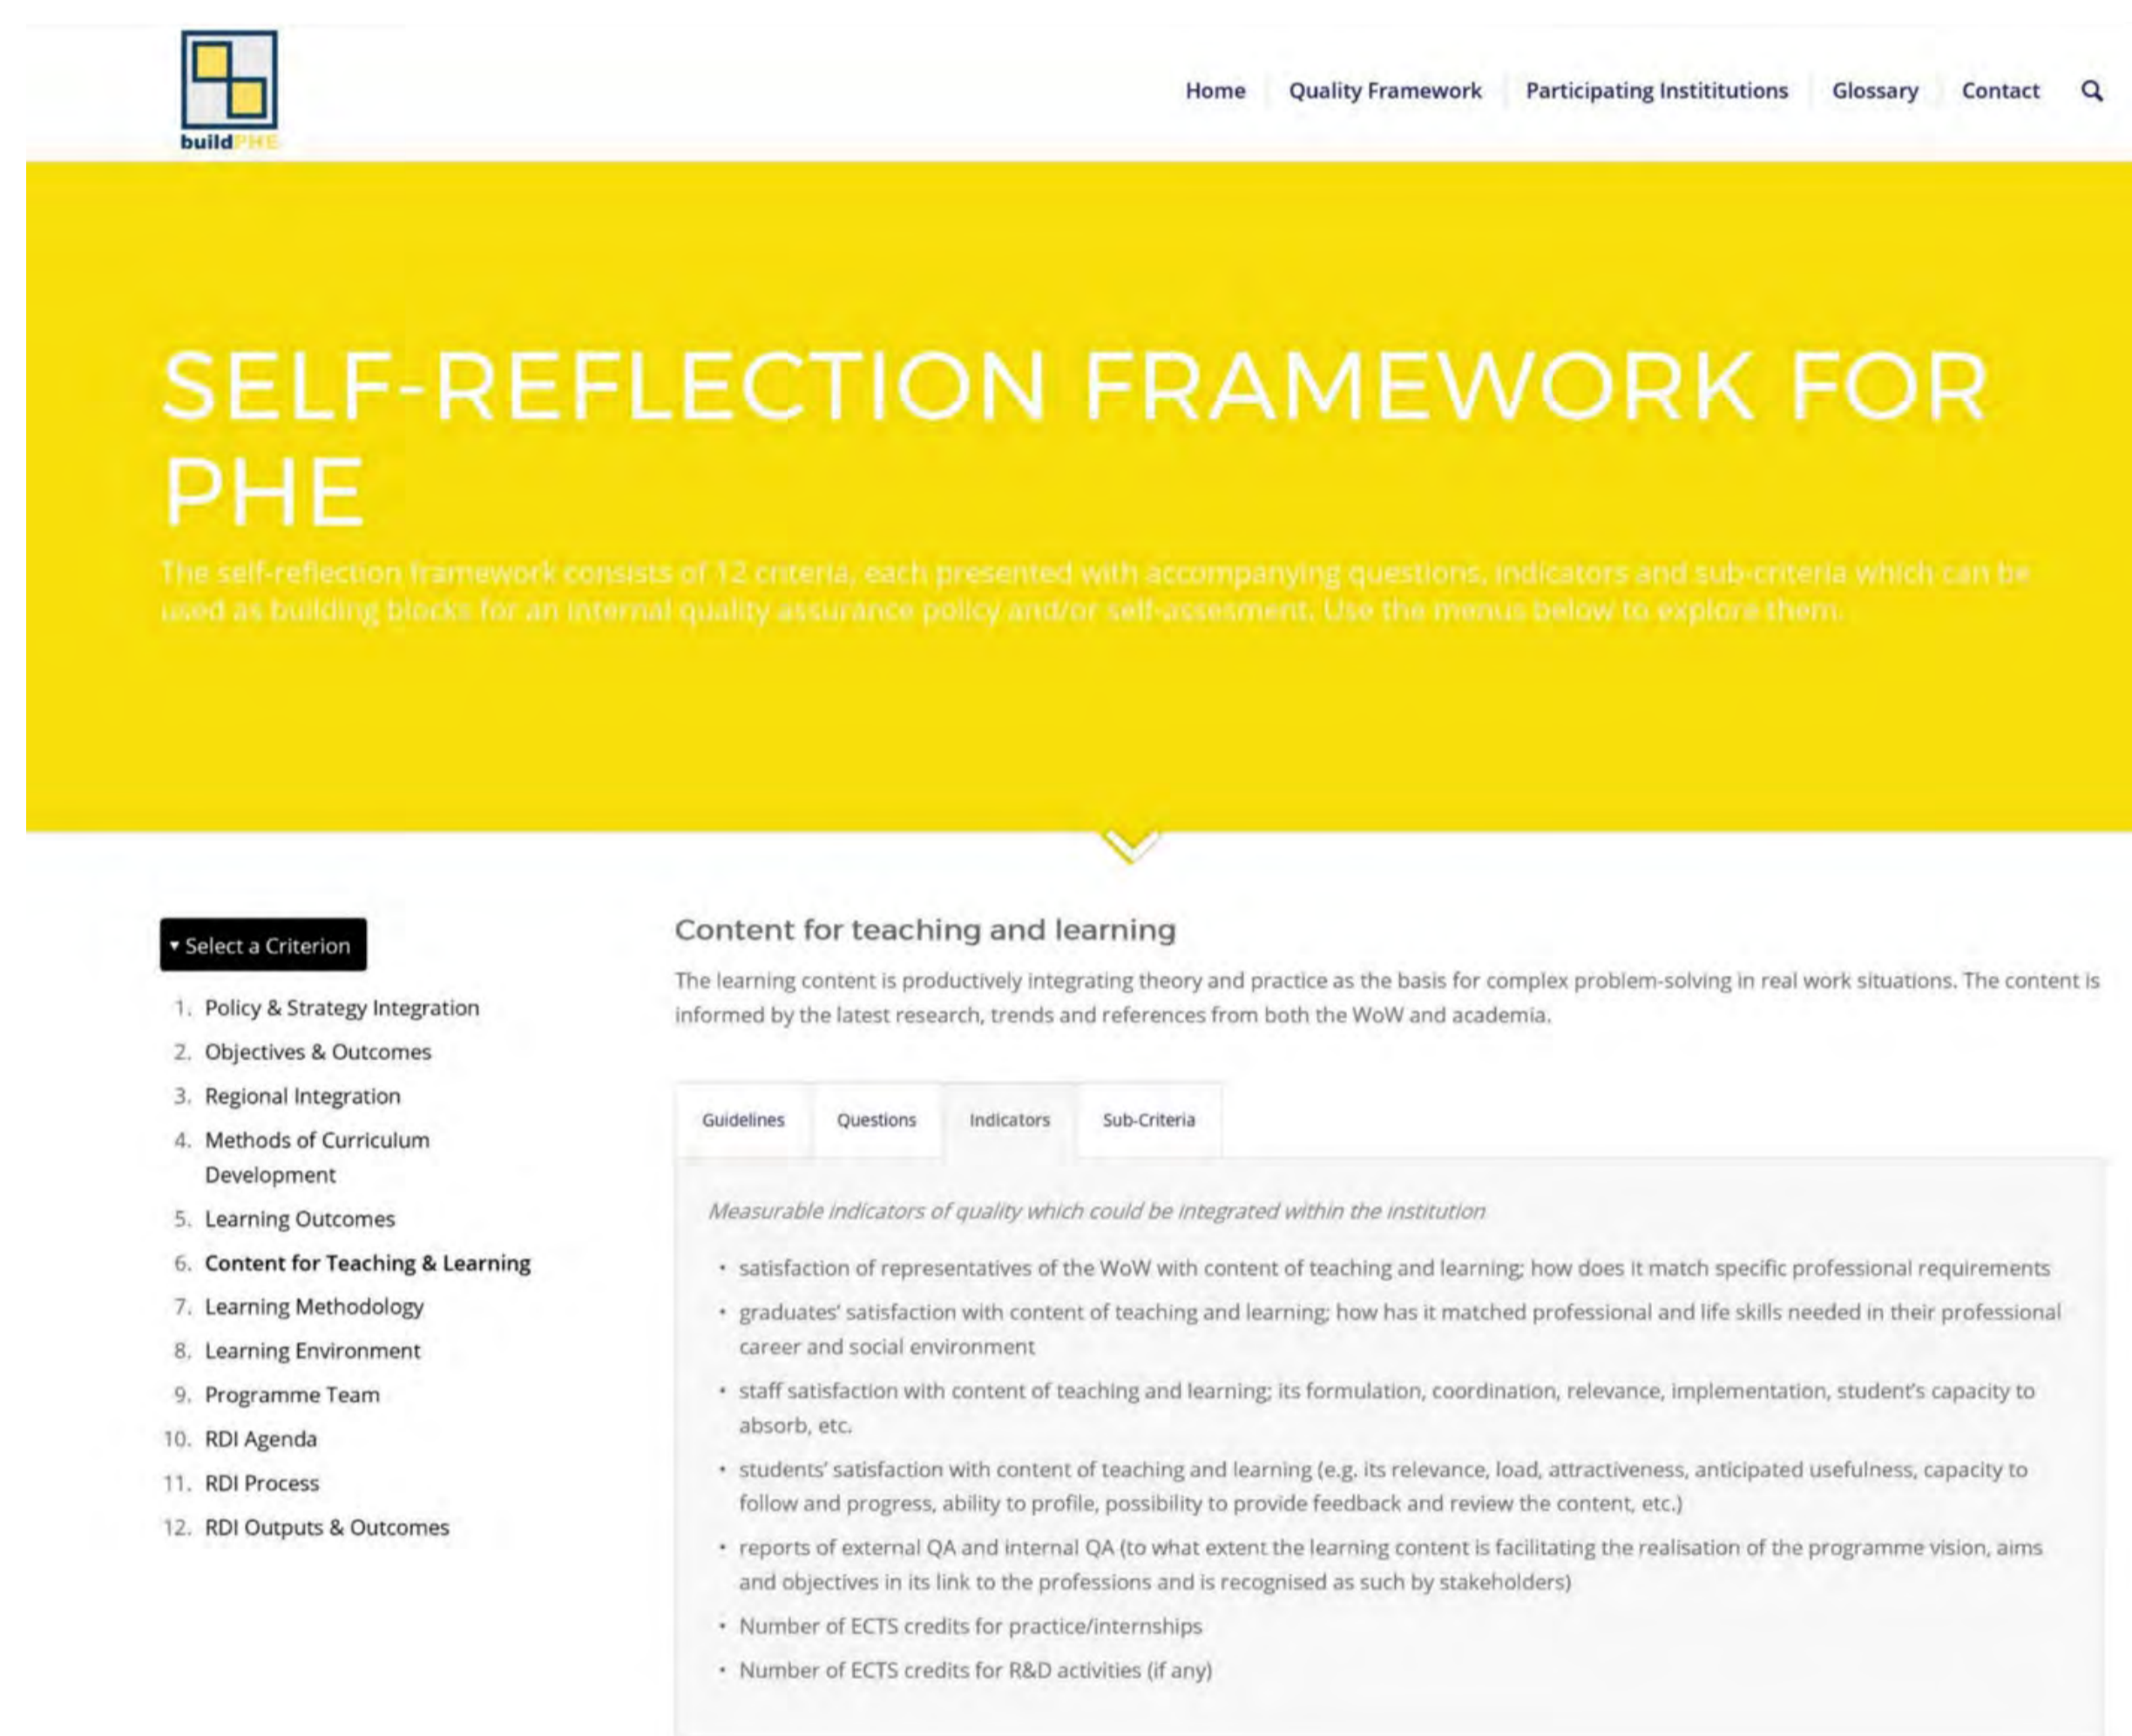 buildPHE
Home
Quality Framework
Participating Instititutions
Glossary
Contact
SELF-REFLECTION FRAMEWORK FOR
PHE
The self-reflection framework consists of 12 criteria, each presented with accompanying questions, indicators and sub-criteria which can be
used as building blocks for an internal quality assurance policy and/or self-assesment. Use the menus below to explore them.
▾ Select a Criterion
1. Policy & Strategy Integration
2. Objectives & Outcomes
3. Regional Integration
4. Methods of Curriculum
Development
5. Learning Outcomes
6. Content for Teaching & Learning
7. Learning Methodology
8. Learning Environment
9. Programme Team
10. RDI Agenda
11. RDI Process
12. RDI Outputs & Outcomes
Content for teaching and learning
The learning content is productively integrating theory and practice as the basis for complex problem-solving in real work situations. The content is
informed by the latest research, trends and references from both the WoW and academia.
Guidelines
Questions
Indicators
Sub-Criteria
Measurable indicators of quality which could be integrated within the institution
• satisfaction of representatives of the WoW with content of teaching and learning; how does it match specific professional requirements
• graduates' satisfaction with content of teaching and learning; how has it matched professional and life skills needed in their professional
career and social environment
• staff satisfaction with content of teaching and learning; its formulation, coordination, relevance, implementation, student's capacity to
absorb, etc.
• students' satisfaction with content of teaching and learning (e.g. its relevance, load, attractiveness, anticipated usefulness, capacity to
follow and progress, ability to profile, possibility to provide feedback and review the content, etc.)
• reports of external QA and internal QA (to what extent the learning content is facilitating the realisation of the programme vision, aims
and objectives in its link to the professions and is recognised as such by stakeholders)
• Number of ECTS credits for practice/internships
• Number of ECTS credits for R&D activities (if any)